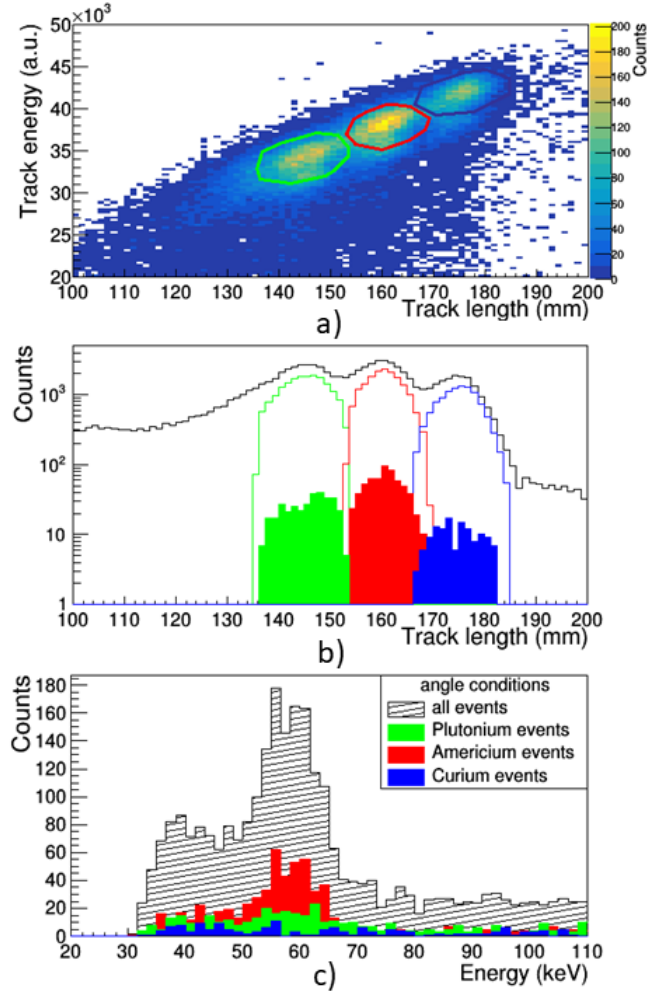 50 ×10³
45
40
35
30
25
20
Track energy (a.u.)
100 110 120 130 140 150 160 170 180 190 200
Track length (mm)
200
180
160
140
120
100
80
60
40
20
0
Counts
a)
10³
10²
10
1
Counts
100 110 120 130 140 150 160 170 180 190 200
Track length (mm)
b)
180
160
140
120
100
80
60
40
20
0
Counts
angle conditions
all events
Plutonium events
Americium events
Curium events
20 30 40 50 60 70 80 90 100 110
Energy (keV)
c)